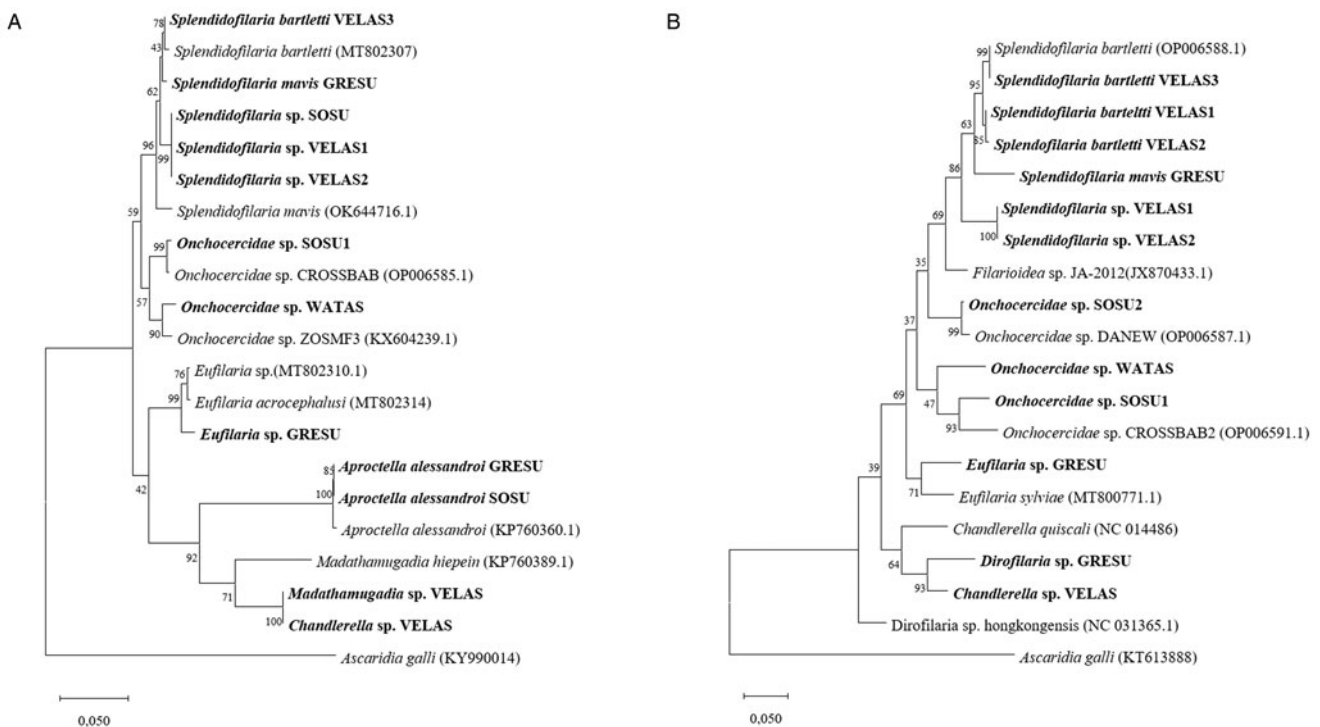 A
78
Splendidofilaria bartletti VELAS3
43
Splendidofilaria bartletti (MT802307)
Splendidofilaria mavis GRESU
62
Splendidofilaria sp. SOSU
Splendidofilaria sp. VELAS1
96
99
Splendidofilaria sp. VELAS2
Splendidofilaria mavis (OK644716.1)
59
99
Onchocercidae sp. SOSU1
Onchocercidae sp. CROSSBAB (OP006585.1)
57
Onchocercidae sp. WATAS
90
Onchocercidae sp. ZOSMF3 (KX604239.1)
76
Eufilaria sp.(MT802310.1)
99
Eufilaria acrocephalusi (MT802314)
Eufilaria sp. GRESU
85
Aproctella alessandroi GRESU
42
100
Aproctella alessandroi SOSU
Aproctella alessandroi (KP760360.1)
92
Madathamugadia hiepein (KP760389.1)
71
Madathamugadia sp. VELAS
100
Chandlerella sp. VELAS
Ascaridia galli (KY990014)
0,050
B
99
Splendidofilaria bartletti (OP006588.1)
Splendidofilaria bartletti VELAS3
95
Splendidofilaria barteltti VELAS1
63
85
Splendofilaria bartletti VELAS2
86
Splendidofilaria mavis GRESU
Splendidofilaria sp. VELAS1
69
100
Splendidofilaria sp. VELAS2
Filarioidea sp. JA-2012(JX870433.1)
35
Onchocercidae sp. SOSU2
99
Onchocercidae sp. DANEW (OP006587.1)
37
Onchocercidae sp. WATAS
47
Onchocercidae sp. SOSU1
69
93
Onchocercidae sp. CROSSBAB2 (OP006591.1)
Eufilaria sp. GRESU
39
71
Eufilaria sylviae (MT800771.1)
Chandlerella quiscali (NC 014486)
64
Dirofilaria sp. GRESU
93
Chandlerella sp. VELAS
Dirofilaria sp. hongkongensis (NC 031365.1)
Ascaridia galli (KT613888)
0.050